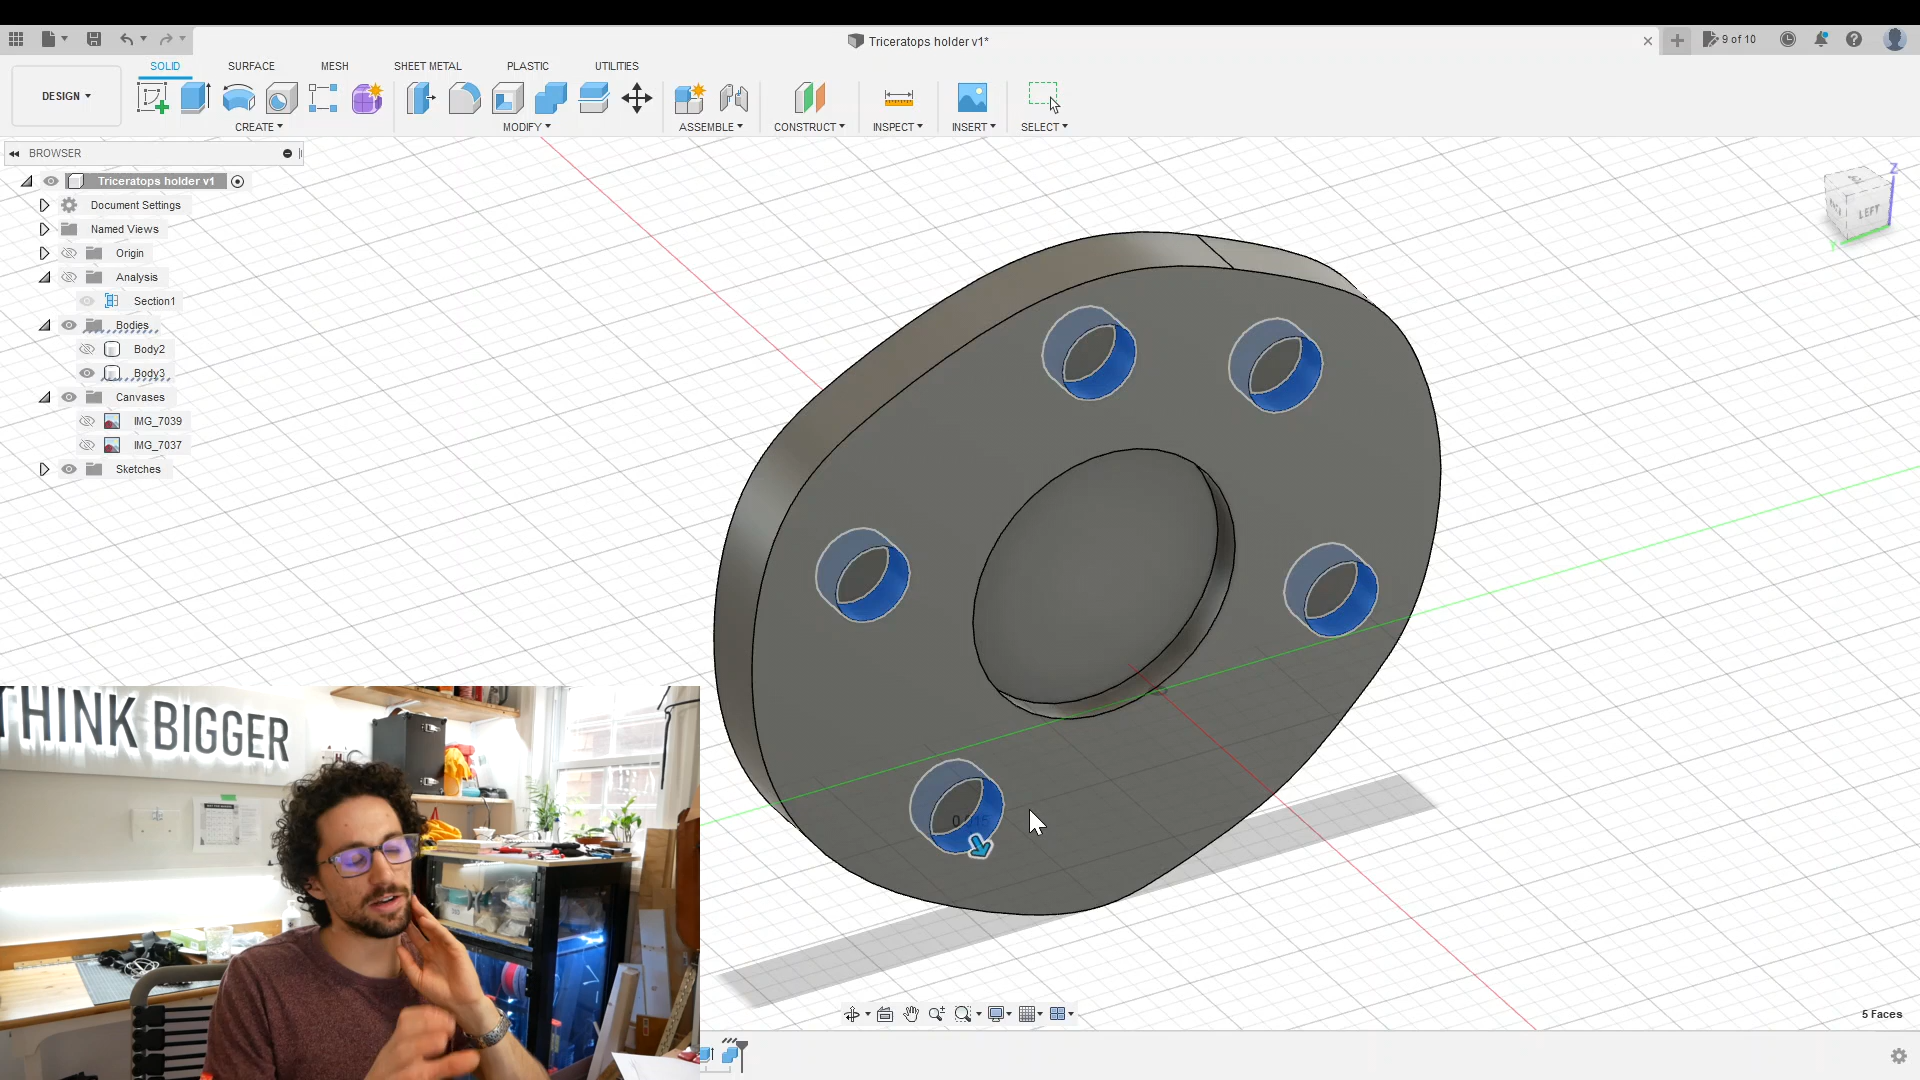 Triceratops holder v1*
9 of 10
DESIGN
SOLID
SURFACE
MESH
SHEET METAL
PLASTIC
UTILITIES
CREATE
MODIFY
ASSEMBLE
CONSTRUCT
INSPECT
INSERT
SELECT
BROWSER
Triceratops holder v1
Document Settings
Named Views
Origin
Analysis
Section1
Bodies
Body2
Body3
Canvases
IMG_7039
IMG_7037
Sketches
LEFT
Z
THINK BIGGER
5 Faces